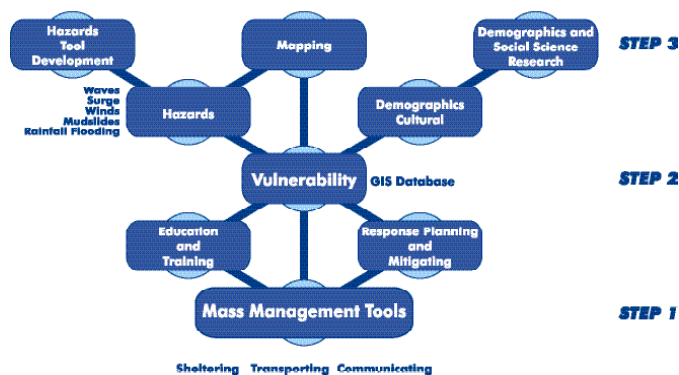 Hazards
Tool
Development
Mapping
Demographics and
Social Science
Research
STEP 3
Waves
Surge
Winds
Mudslides
Rainfall Flooding
Hazards
Demographics
Cultural
Vulnerability
GIS Database
STEP 2
Education
and
Training
Response Planning
and
Mitigating
Mass Management Tools
STEP 1
Sheltering Transporting Communicating